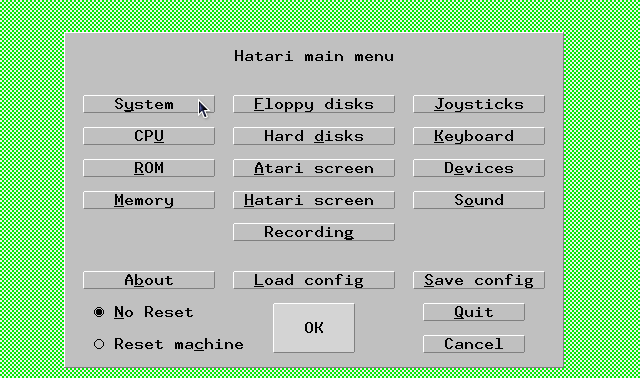 Hatari main menu
System Floppy disks Joysticks
CPU Hard disks Keyboard
ROM Atari screen Devices
Memory Hatari screen Sound
Recording
About Load config Save config
No Reset OK Quit
Reset machine Cancel